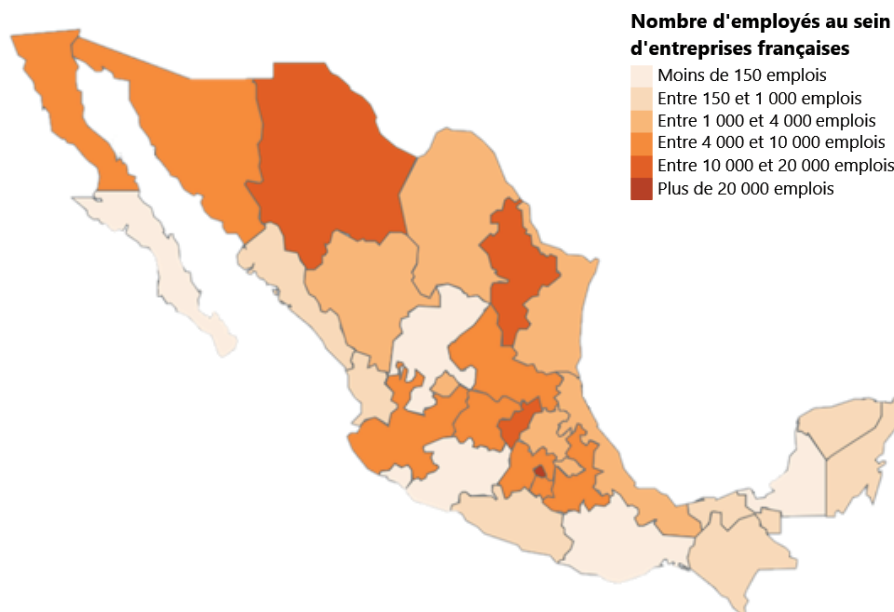 Nombre d'employés au sein
d'entreprises françaises
Moins de 150 emplois
Entre 150 et 1 000 emplois
Entre 1 000 et 4 000 emplois
Entre 4 000 et 10 000 emplois
Entre 10 000 et 20 000 emplois
Plus de 20 000 emplois